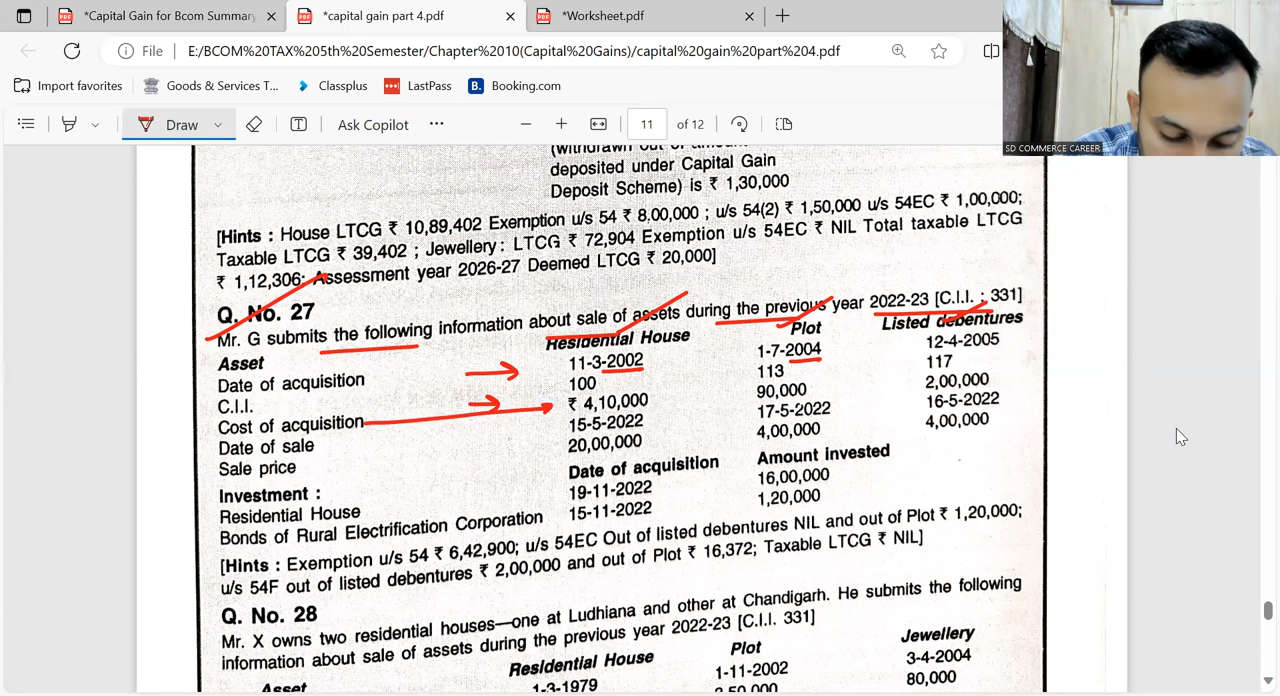 *Capital Gain for Bcom Summary
*capital gain part 4.pdf
*Worksheet.pdf
File
E:/BCOM%20TAX%205th%20Semester/Chapter%2010(Capital%20Gains)/capital%20gain%20part%204.pdf
Import favorites
Goods & Services T...
Classplus
LastPass
Booking.com
Draw
Ask Copilot
11 of 12
SD COMMERCE CAREER
deposited under Capital Gain
Deposit Scheme) is ₹ 1,30,000
[Hints : House LTCG ₹ 10,89,402 Exemption u/s 54 ₹ 8,00,000 ; u/s 54(2) ₹ 1,50,000 u/s 54EC ₹ 1,00,000;
Taxable LTCG ₹ 39,402 ; Jewellery: LTCG ₹ 72,904 Exemption u/s 54EC ₹ NIL Total taxable LTCG
₹ 1,12,306; Assessment year 2026-27 Deemed LTCG ₹ 20,000]
Q. No. 27
Mr. G submits the following information about sale of assets during the previous year 2022-23 [C.I.I. : 331]
Asset Residential House Plot Listed debentures
Date of acquisition 11-3-2002 1-7-2004 12-4-2005
C.I.I. 100 113 117
Cost of acquisition ₹ 4,10,000 90,000 2,00,000
Date of sale 15-5-2022 17-5-2022 16-5-2022
Sale price 20,00,000 4,00,000 4,00,000
Investment : Date of acquisition Amount invested
Residential House 19-11-2022 16,00,000
Bonds of Rural Electrification Corporation 15-11-2022 1,20,000
[Hints : Exemption u/s 54 ₹ 6,42,900; u/s 54EC Out of listed debentures NIL and out of Plot ₹ 1,20,000;
u/s 54F out of listed debentures ₹ 2,00,000 and out of Plot ₹ 16,372; Taxable LTCG ₹ NIL]
Q. No. 28
Mr. X owns two residential houses—one at Ludhiana and other at Chandigarh. He submits the following
information about sale of assets during the previous year 2022-23 [C.I.I. 331]
Asset Residential House Plot Jewellery
1-3-1979 1-11-2002 3-4-2004
80,000